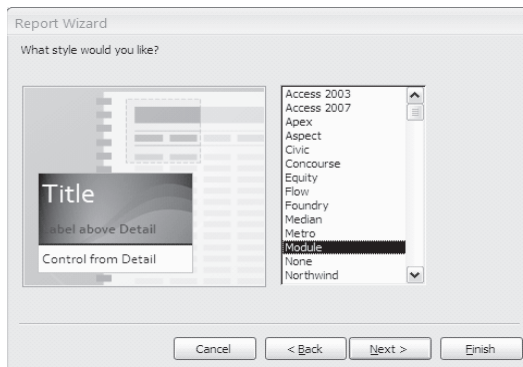 Report Wizard
What style would you like?
Title
Label above Detail
Control from Detail
Access 2003
Access 2007
Apex
Aspect
Civic
Concourse
Equity
Flow
Foundry
Median
Metro
Module
None
Northwind
Cancel
< Back
Next >
Finish